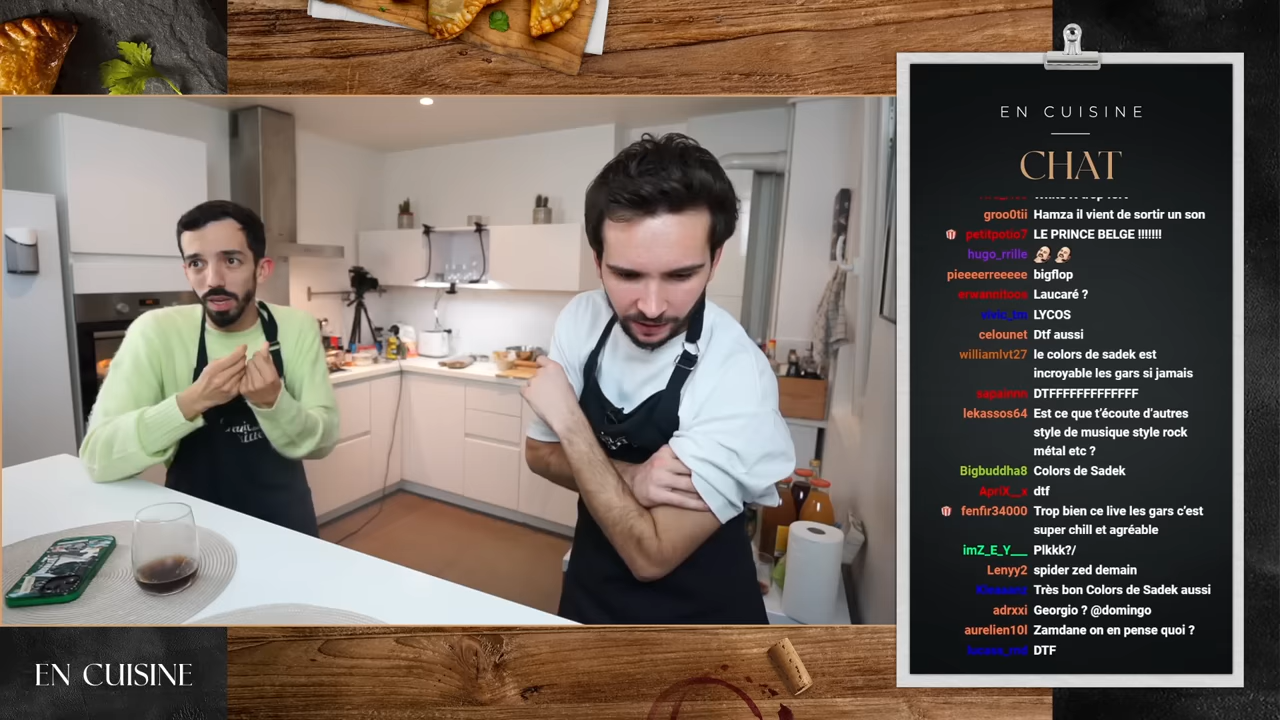 EN CUISINE
CHAT
groo0tii Hamza il vient de sortir un son
petitpotio7 LE PRINCE BELGE !!!!!!!
hugo_rrille
pieeeerreeeee bigflop
erwannitoos Laucaré ?
LYCOS
celounet Dtf aussi
williamlvt27 le colors de sadek est
incroyable les gars si jamais
sapainnn DTFFFFFFFFFFFFF
lekassos64 Est ce que t'écoute d'autres
style de musique style rock
métal etc ?
Bigbuddha8 Colors de Sadek
ApriX__x dtf
fenfir34000 Trop bien ce live les gars c'est
super chill et agréable
imZ_E_Y___ Plkkk?/
Lenyy2 spider zed demain
Très bon Colors de Sadek aussi
adrxxi Georgio ? @domingo
aurelien10l Zamdane on en pense quoi ?
DTF
EN CUISINE